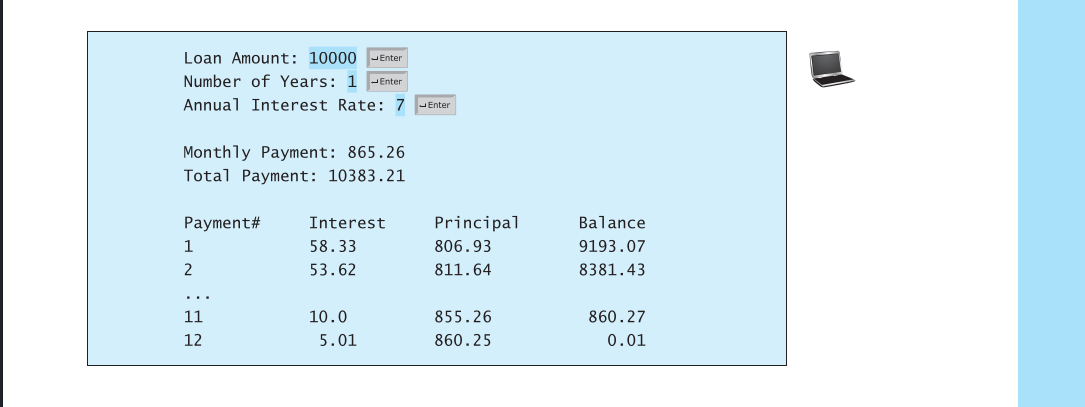 Loan Amount: 10000 ↵Enter
Number of Years: 1 ↵Enter
Annual Interest Rate: 7 ↵Enter
Monthly Payment: 865.26
Total Payment: 10383.21
Payment# Interest Principal Balance
1 58.33 806.93 9193.07
2 53.62 811.64 8381.43
...
11 10.0 855.26 860.27
12 5.01 860.25 0.01